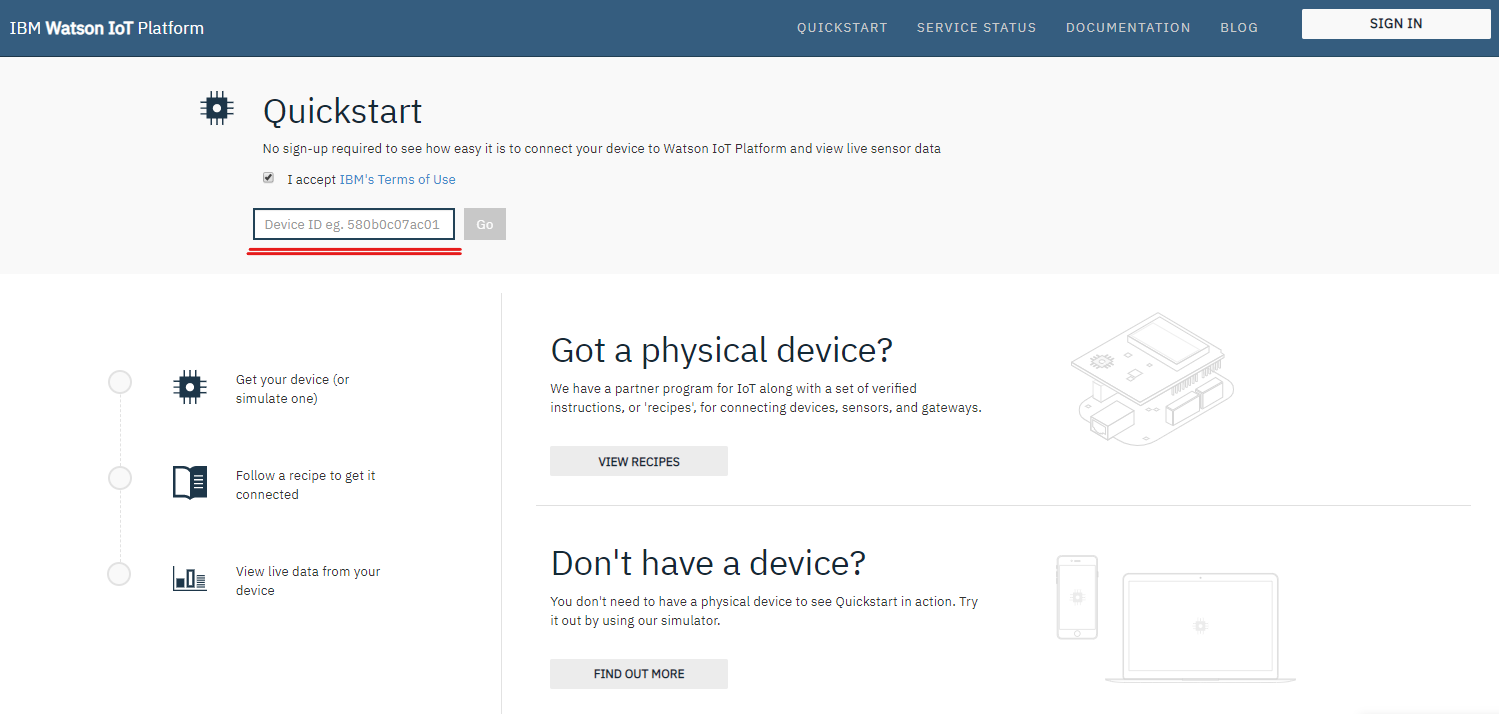 IBM Watson IoT Platform
QUICKSTART
SERVICE STATUS
DOCUMENTATION
BLOG
SIGN IN
Quickstart
No sign-up required to see how easy it is to connect your device to Watson IoT Platform and view live sensor data
I accept IBM's Terms of Use
Device ID eg. 580b0c07ac01
Go
Get your device (or
simulate one)
Follow a recipe to get it
connected
View live data from your
device
Got a physical device?
We have a partner program for IoT along with a set of verified
instructions, or 'recipes', for connecting devices, sensors, and gateways.
VIEW RECIPES
Don't have a device?
You don't need to have a physical device to see Quickstart in action. Try
it out by using our simulator.
FIND OUT MORE